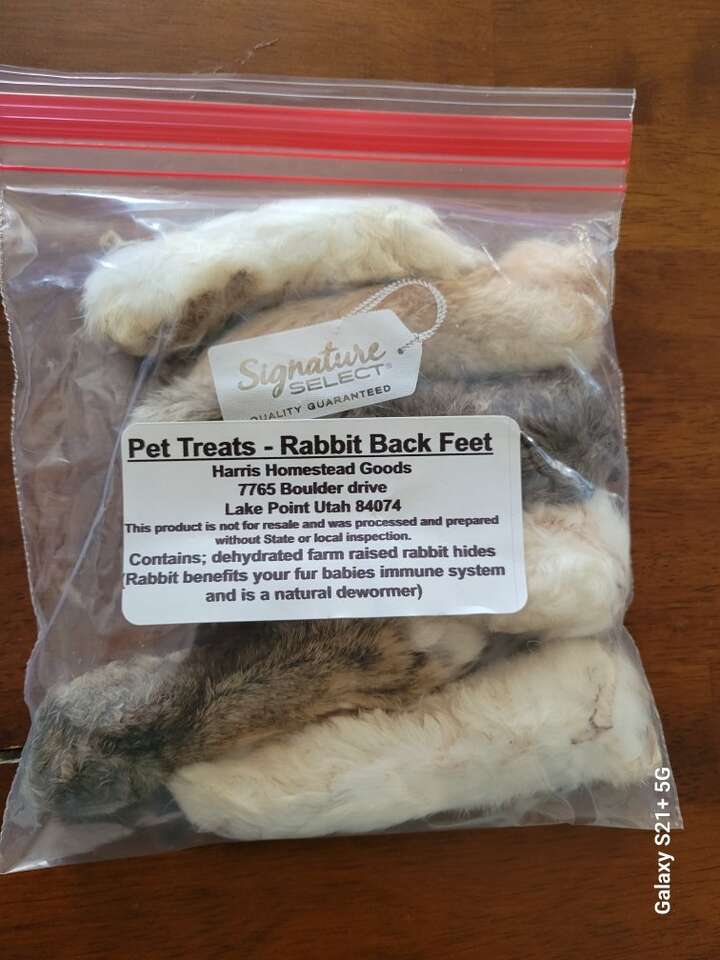 Signature
SELECT®
QUALITY GUARANTEED
Pet Treats - Rabbit Back Feet
Harris Homestead Goods
7765 Boulder drive
Lake Point Utah 84074
This product is not for resale and was processed and prepared
without State or local inspection.
Contains; dehydrated farm raised rabbit hides
(Rabbit benefits your fur babies immune system
and is a natural dewormer)
Galaxy S21+ 5G